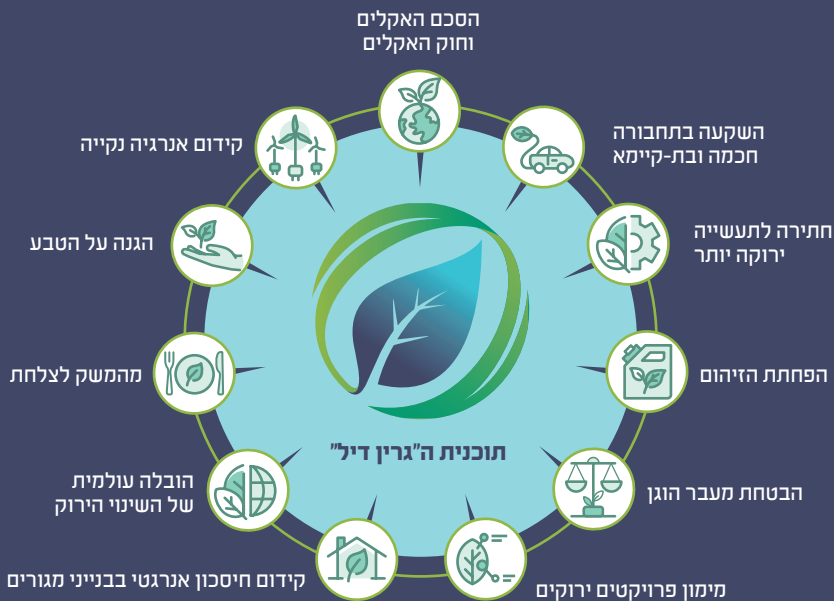 הסכם האקלים
וחוק האקלים
השקעה בתחבורה
חכמה ובת-קיימא
חתירה לתעשייה
ירוקה יותר
הפחתת הזיהום
הבטחת מעבר הוגן
מימון פרויקטים ירוקים
קידום חיסכון אנרגטי בבנייני מגורים
הובלה עולמית
של השינוי הירוק
מהמשק לצלחת
הגנה על הטבע
קידום אנרגיה נקייה
תוכנית ה"גרין דיל"